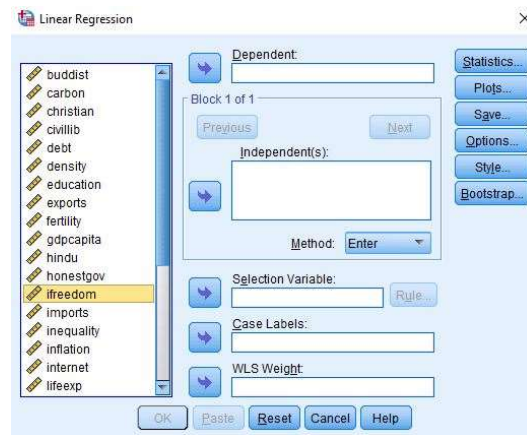 Linear Regression
buddist
carbon
christian
civillib
debt
density
education
exports
fertility
gdpcapita
hindu
honestgov
ifreedom
imports
inequality
inflation
internet
lifeexp
Dependent:
Block 1 of 1
Previous
Next
Independent(s):
Method: Enter
Selection Variable:
Rule...
Case Labels:
WLS Weight:
Statistics...
Plots...
Save...
Options...
Style...
Bootstrap...
OK Paste Reset Cancel Help